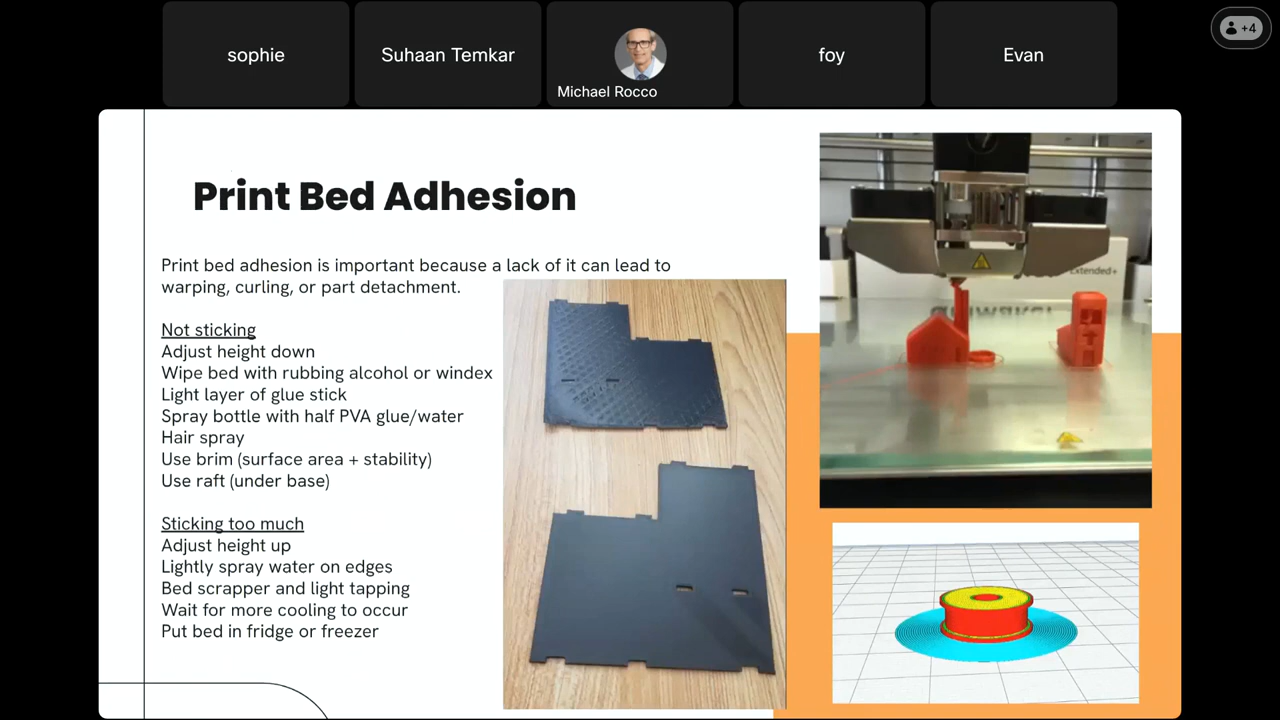 sophie
Suhaan Temkar
Michael Rocco
foy
Evan
+4
Print Bed Adhesion
Print bed adhesion is important because a lack of it can lead to
warping, curling, or part detachment.
Not sticking
Adjust height down
Wipe bed with rubbing alcohol or windex
Light layer of glue stick
Spray bottle with half PVA glue/water
Hair spray
Use brim (surface area + stability)
Use raft (under base)
Sticking too much
Adjust height up
Lightly spray water on edges
Bed scrapper and light tapping
Wait for more cooling to occur
Put bed in fridge or freezer
Extended+